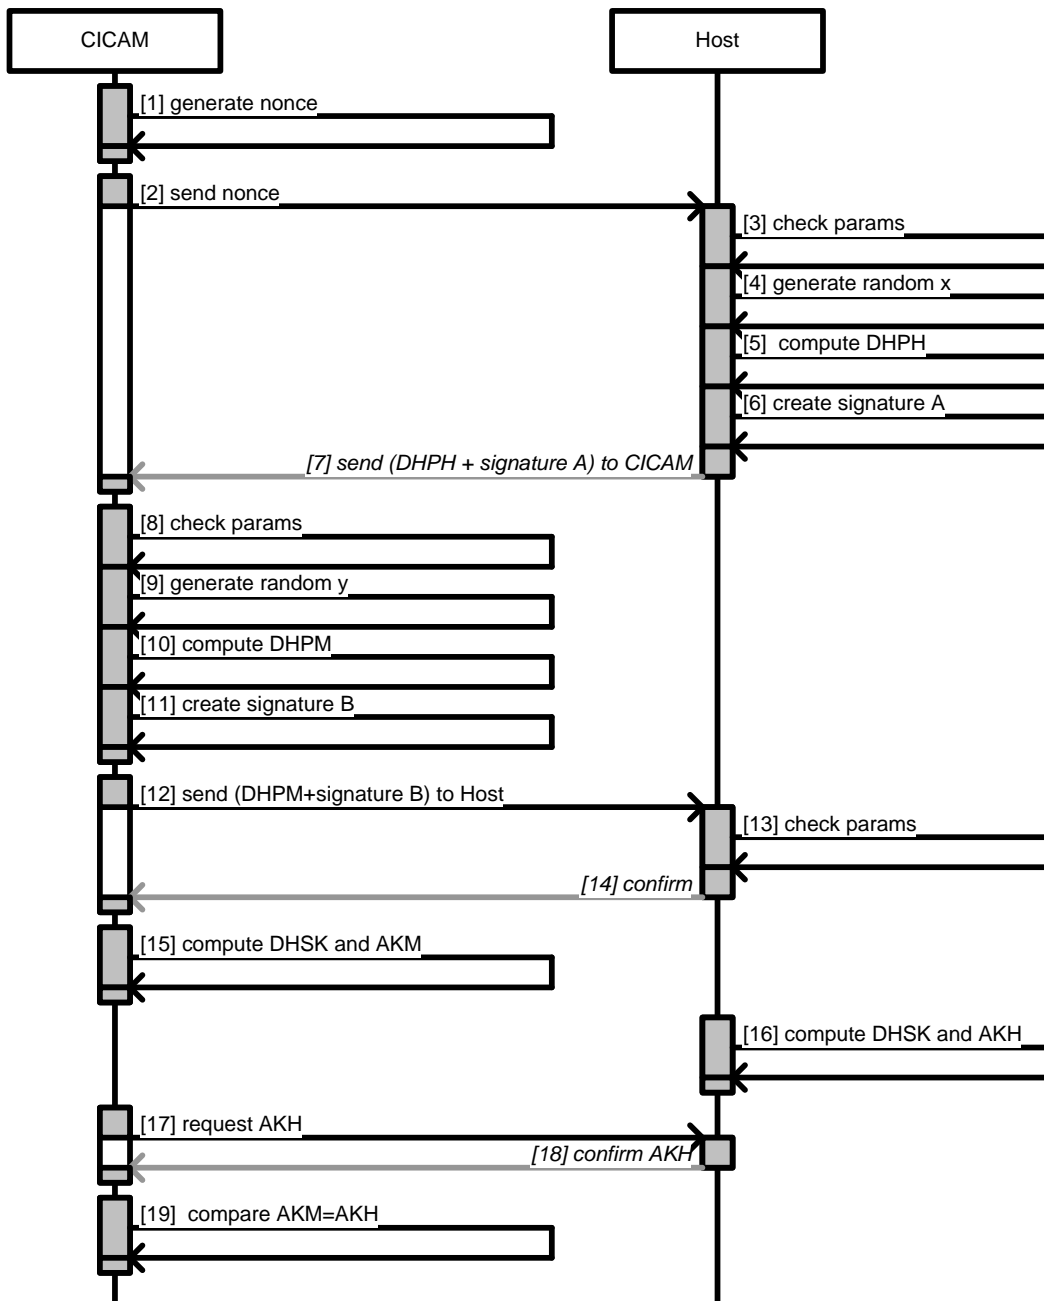 CICAM
Host
[1] generate nonce
[2] send nonce
[3] check params
[4] generate random x
[5] compute DHPH
[6] create signature A
[7] send (DHPH + signature A) to CICAM
[8] check params
[9] generate random y
[10] compute DHPM
[11] create signature B
[12] send (DHPM+signature B) to Host
[13] check params
[14] confirm
[15] compute DHSK and AKM
[16] compute DHSK and AKH
[17] request AKH
[18] confirm AKH
[19] compare AKM=AKH